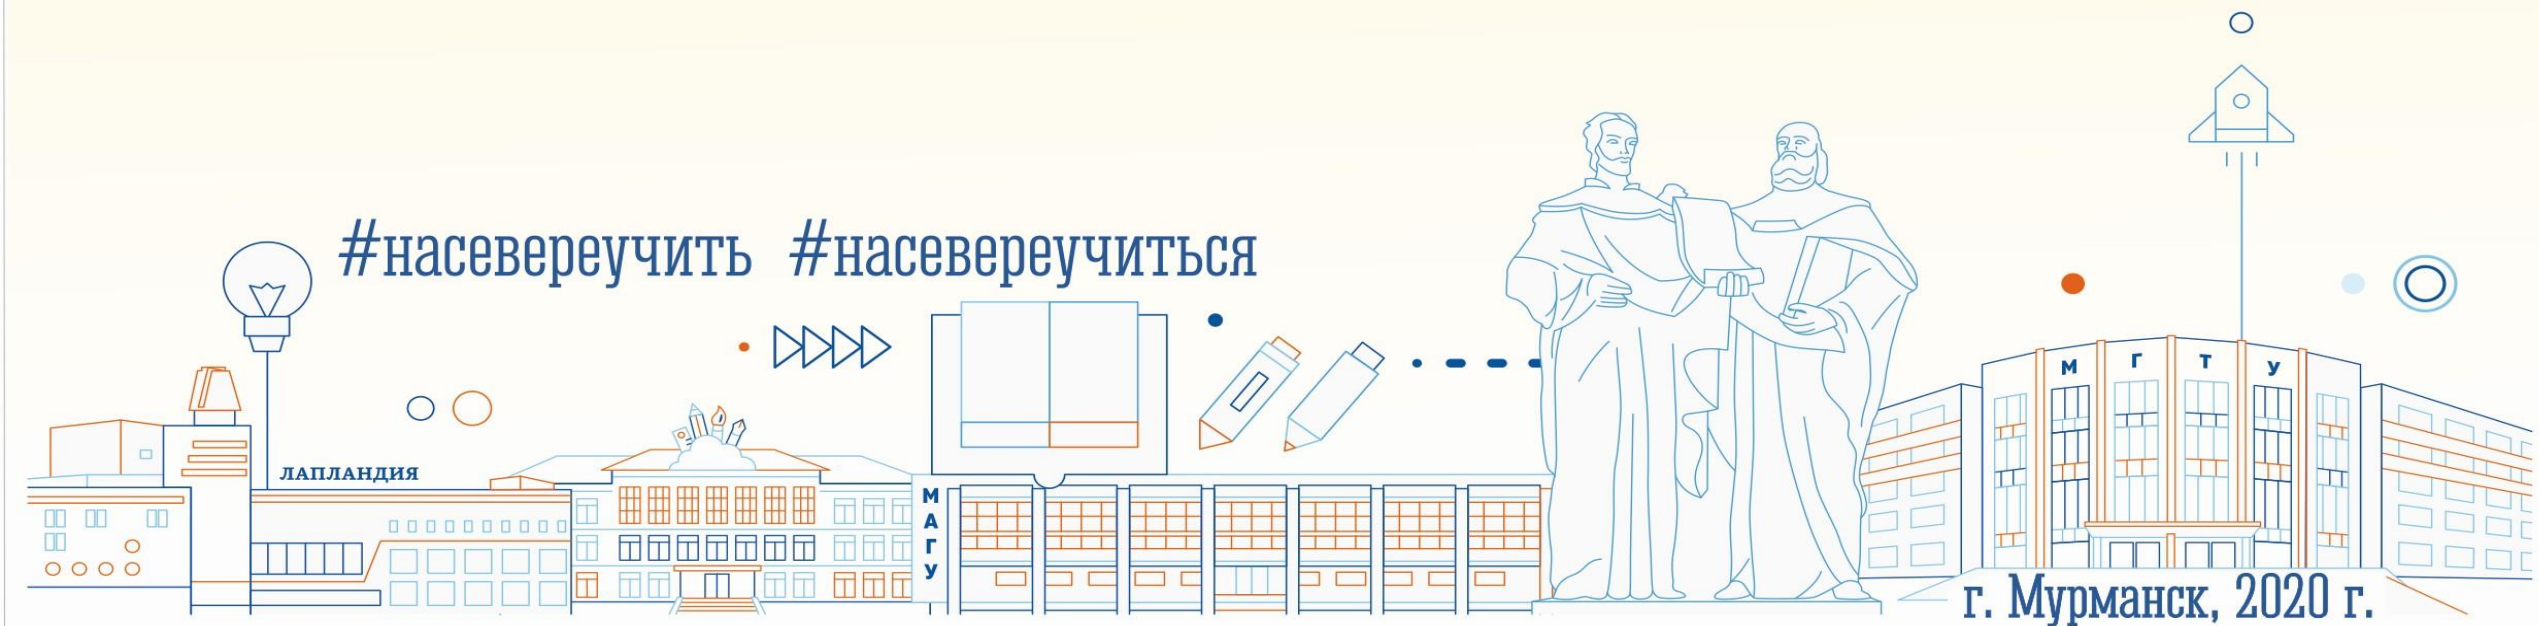 #насевереучить #насевереучиться
ЛАПЛАНДИЯ
МАГУ
МГТУ
г. Мурманск, 2020 г.